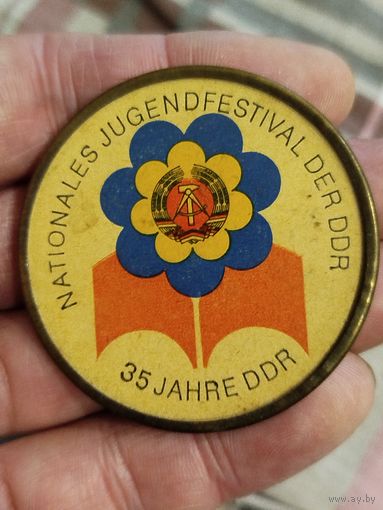 NATIONALES JUGENDFESTIVAL DER DDR
35 JAHRE DDR
www.ay.by